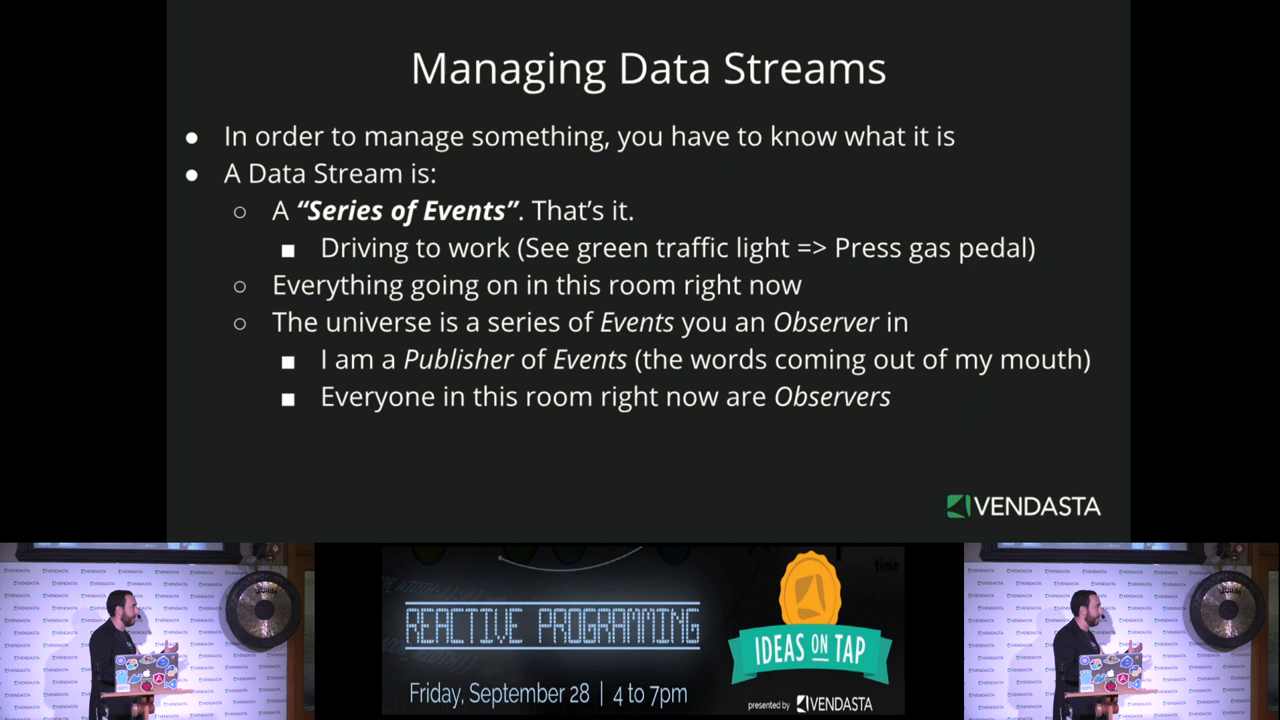 Managing Data Streams
● In order to manage something, you have to know what it is
● A Data Stream is:
○ A “Series of Events”. That’s it.
■ Driving to work (See green traffic light => Press gas pedal)
○ Everything going on in this room right now
○ The universe is a series of Events you an Observer in
■ I am a Publisher of Events (the words coming out of my mouth)
■ Everyone in this room right now are Observers
VENDASTA
time
REACTIVE PROGRAMMING
Friday, September 28 | 4 to 7pm
IDEAS ON TAP
presented by VENDASTA